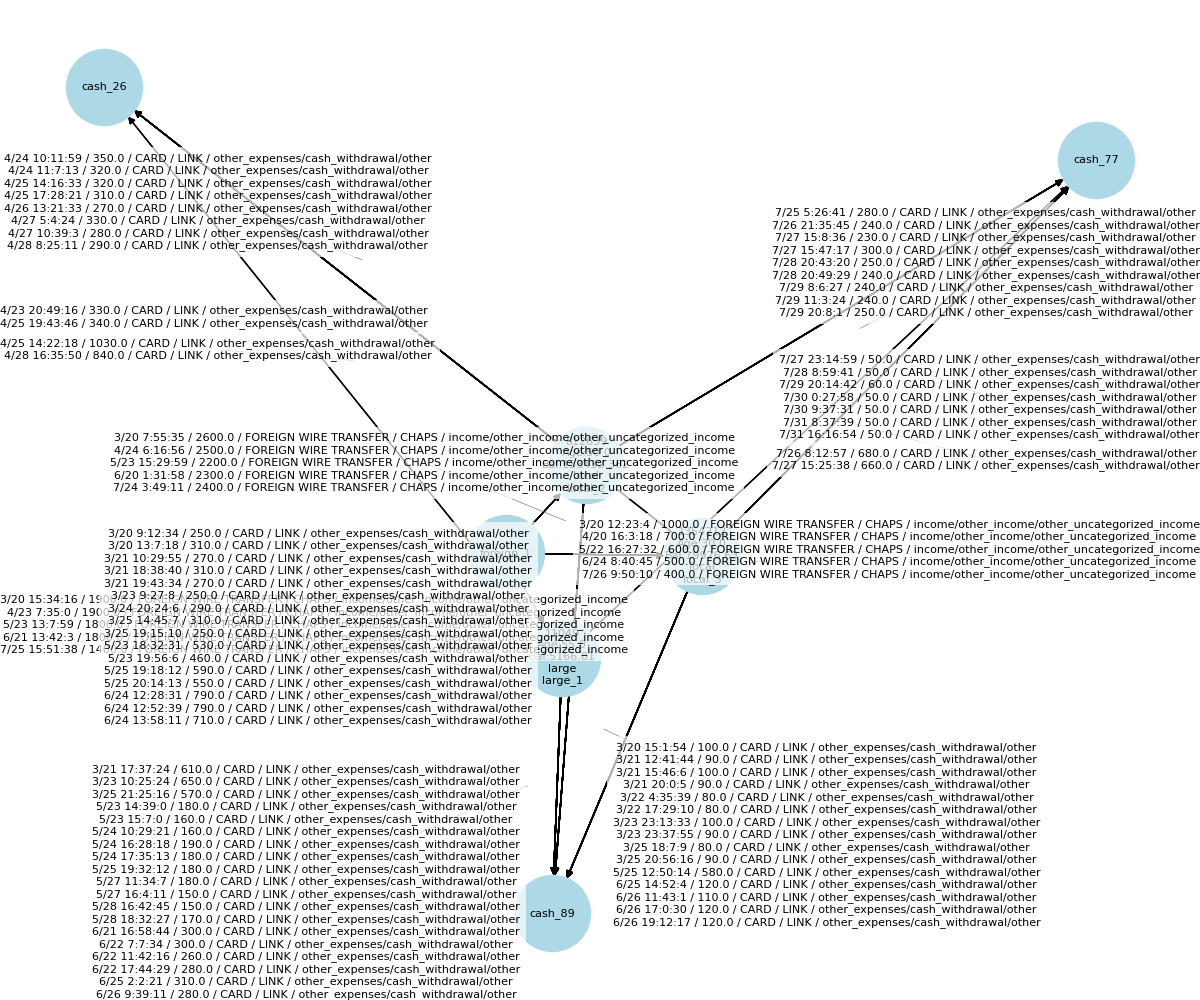 cash_26
cash_77
4/24 10:11:59 / 350.0 / CARD / LINK / other_expenses/cash_withdrawal/other
4/24 11:7:13 / 320.0 / CARD / LINK / other_expenses/cash_withdrawal/other
4/25 14:16:33 / 320.0 / CARD / LINK / other_expenses/cash_withdrawal/other
4/25 17:28:21 / 310.0 / CARD / LINK / other_expenses/cash_withdrawal/other
4/26 13:21:33 / 270.0 / CARD / LINK / other_expenses/cash_withdrawal/other
4/27 5:4:24 / 330.0 / CARD / LINK / other_expenses/cash_withdrawal/other
4/27 10:39:3 / 280.0 / CARD / LINK / other_expenses/cash_withdrawal/other
4/28 8:25:11 / 290.0 / CARD / LINK / other_expenses/cash_withdrawal/other
7/25 5:26:41 / 280.0 / CARD / LINK / other_expenses/cash_withdrawal/other
7/26 21:35:45 / 240.0 / CARD / LINK / other_expenses/cash_withdrawal/other
7/27 15:8:36 / 230.0 / CARD / LINK / other_expenses/cash_withdrawal/other
7/27 15:47:17 / 300.0 / CARD / LINK / other_expenses/cash_withdrawal/other
7/28 20:43:20 / 250.0 / CARD / LINK / other_expenses/cash_withdrawal/other
7/28 20:49:29 / 240.0 / CARD / LINK / other_expenses/cash_withdrawal/other
7/29 8:6:27 / 240.0 / CARD / LINK / other_expenses/cash_withdrawal/other
7/29 11:3:24 / 240.0 / CARD / LINK / other_expenses/cash_withdrawal/other
7/29 20:8:1 / 250.0 / CARD / LINK / other_expenses/cash_withdrawal/other
4/23 20:49:16 / 330.0 / CARD / LINK / other_expenses/cash_withdrawal/other
4/25 19:43:46 / 340.0 / CARD / LINK / other_expenses/cash_withdrawal/other
4/25 14:22:18 / 1030.0 / CARD / LINK / other_expenses/cash_withdrawal/other
4/28 16:35:50 / 840.0 / CARD / LINK / other_expenses/cash_withdrawal/other
7/27 23:14:59 / 50.0 / CARD / LINK / other_expenses/cash_withdrawal/other
7/28 8:59:41 / 50.0 / CARD / LINK / other_expenses/cash_withdrawal/other
7/29 20:14:42 / 60.0 / CARD / LINK / other_expenses/cash_withdrawal/other
7/30 0:27:58 / 50.0 / CARD / LINK / other_expenses/cash_withdrawal/other
7/30 9:37:31 / 50.0 / CARD / LINK / other_expenses/cash_withdrawal/other
7/31 8:37:39 / 50.0 / CARD / LINK / other_expenses/cash_withdrawal/other
7/31 16:16:54 / 50.0 / CARD / LINK / other_expenses/cash_withdrawal/other
7/26 8:12:57 / 680.0 / CARD / LINK / other_expenses/cash_withdrawal/other
7/27 15:25:38 / 660.0 / CARD / LINK / other_expenses/cash_withdrawal/other
3/20 7:55:35 / 2600.0 / FOREIGN WIRE TRANSFER / CHAPS / income/other_income/other_uncategorized_income
4/24 6:16:56 / 2500.0 / FOREIGN WIRE TRANSFER / CHAPS / income/other_income/other_uncategorized_income
5/23 15:29:59 / 2200.0 / FOREIGN WIRE TRANSFER / CHAPS / income/other_income/other_uncategorized_income
6/20 1:31:58 / 2300.0 / FOREIGN WIRE TRANSFER / CHAPS / income/other_income/other_uncategorized_income
7/24 3:49:11 / 2400.0 / FOREIGN WIRE TRANSFER / CHAPS / income/other_income/other_uncategorized_income
3/20 12:23:4 / 1000.0 / FOREIGN WIRE TRANSFER / CHAPS / income/other_income/other_uncategorized_income
4/20 16:3:18 / 700.0 / FOREIGN WIRE TRANSFER / CHAPS / income/other_income/other_uncategorized_income
5/22 16:27:32 / 600.0 / FOREIGN WIRE TRANSFER / CHAPS / income/other_income/other_uncategorized_income
6/24 8:40:45 / 500.0 / FOREIGN WIRE TRANSFER / CHAPS / income/other_income/other_uncategorized_income
7/26 9:50:10 / 400.0 / FOREIGN WIRE TRANSFER / CHAPS / income/other_income/other_uncategorized_income
3/20 9:12:34 / 250.0 / CARD / LINK / other_expenses/cash_withdrawal/other
3/20 13:7:18 / 310.0 / CARD / LINK / other_expenses/cash_withdrawal/other
3/21 10:29:55 / 270.0 / CARD / LINK / other_expenses/cash_withdrawal/other
3/21 18:38:40 / 310.0 / CARD / LINK / other_expenses/cash_withdrawal/other
3/21 19:43:34 / 270.0 / CARD / LINK / other_expenses/cash_withdrawal/other
3/23 9:27:8 / 250.0 / CARD / LINK / other_expenses/cash_withdrawal/other
3/24 20:24:6 / 290.0 / CARD / LINK / other_expenses/cash_withdrawal/other
3/25 14:45:7 / 310.0 / CARD / LINK / other_expenses/cash_withdrawal/other
3/25 19:15:10 / 250.0 / CARD / LINK / other_expenses/cash_withdrawal/other
5/23 18:32:31 / 530.0 / CARD / LINK / other_expenses/cash_withdrawal/other
5/23 19:56:6 / 460.0 / CARD / LINK / other_expenses/cash_withdrawal/other
5/25 19:18:12 / 590.0 / CARD / LINK / other_expenses/cash_withdrawal/other
5/25 20:14:13 / 550.0 / CARD / LINK / other_expenses/cash_withdrawal/other
6/24 12:28:31 / 790.0 / CARD / LINK / other_expenses/cash_withdrawal/other
6/24 12:52:39 / 790.0 / CARD / LINK / other_expenses/cash_withdrawal/other
6/24 13:58:11 / 710.0 / CARD / LINK / other_expenses/cash_withdrawal/other
3/20 15:34:16 /
4/23 7:35:0 /
5/23 13:7:59 /
6/21 13:42:3 /
7/25 15:51:38 /
large
large_1
3/21 17:37:24 / 610.0 / CARD / LINK / other_expenses/cash_withdrawal/other
3/23 10:25:24 / 650.0 / CARD / LINK / other_expenses/cash_withdrawal/other
3/25 21:25:16 / 570.0 / CARD / LINK / other_expenses/cash_withdrawal/other
5/23 14:39:0 / 180.0 / CARD / LINK / other_expenses/cash_withdrawal/other
5/23 15:7:0 / 160.0 / CARD / LINK / other_expenses/cash_withdrawal/other
5/24 10:29:21 / 160.0 / CARD / LINK / other_expenses/cash_withdrawal/other
5/24 16:28:18 / 190.0 / CARD / LINK / other_expenses/cash_withdrawal/other
5/24 17:35:13 / 180.0 / CARD / LINK / other_expenses/cash_withdrawal/other
5/25 19:32:12 / 180.0 / CARD / LINK / other_expenses/cash_withdrawal/other
5/27 11:34:7 / 180.0 / CARD / LINK / other_expenses/cash_withdrawal/other
5/27 16:4:11 / 150.0 / CARD / LINK / other_expenses/cash_withdrawal/other
5/28 16:42:45 / 150.0 / CARD / LINK / other_expenses/cash_withdrawal/other
5/28 18:32:27 / 170.0 / CARD / LINK / other_expenses/cash_withdrawal/other
6/21 16:58:44 / 300.0 / CARD / LINK / other_expenses/cash_withdrawal/other
6/22 7:7:34 / 300.0 / CARD / LINK / other_expenses/cash_withdrawal/other
6/22 11:42:16 / 260.0 / CARD / LINK / other_expenses/cash_withdrawal/other
6/22 17:44:29 / 280.0 / CARD / LINK / other_expenses/cash_withdrawal/other
6/25 2:2:21 / 310.0 / CARD / LINK / other_expenses/cash_withdrawal/other
6/26 9:39:11 / 280.0 / CARD / LINK / other_expenses/cash_withdrawal/other
3/20 15:1:54 / 100.0 / CARD / LINK / other_expenses/cash_withdrawal/other
3/21 12:41:44 / 90.0 / CARD / LINK / other_expenses/cash_withdrawal/other
3/21 15:46:6 / 100.0 / CARD / LINK / other_expenses/cash_withdrawal/other
3/21 20:0:5 / 90.0 / CARD / LINK / other_expenses/cash_withdrawal/other
3/22 4:35:39 / 80.0 / CARD / LINK / other_expenses/cash_withdrawal/other
3/22 17:29:10 / 80.0 / CARD / LINK / other_expenses/cash_withdrawal/other
3/23 23:13:33 / 100.0 / CARD / LINK / other_expenses/cash_withdrawal/other
3/23 23:37:55 / 90.0 / CARD / LINK / other_expenses/cash_withdrawal/other
3/25 18:7:9 / 80.0 / CARD / LINK / other_expenses/cash_withdrawal/other
3/25 20:56:16 / 90.0 / CARD / LINK / other_expenses/cash_withdrawal/other
5/25 12:50:14 / 580.0 / CARD / LINK / other_expenses/cash_withdrawal/other
6/25 14:52:4 / 120.0 / CARD / LINK / other_expenses/cash_withdrawal/other
6/26 11:43:1 / 110.0 / CARD / LINK / other_expenses/cash_withdrawal/other
6/26 17:0:30 / 120.0 / CARD / LINK / other_expenses/cash_withdrawal/other
6/26 19:12:17 / 120.0 / CARD / LINK / other_expenses/cash_withdrawal/other
cash_89